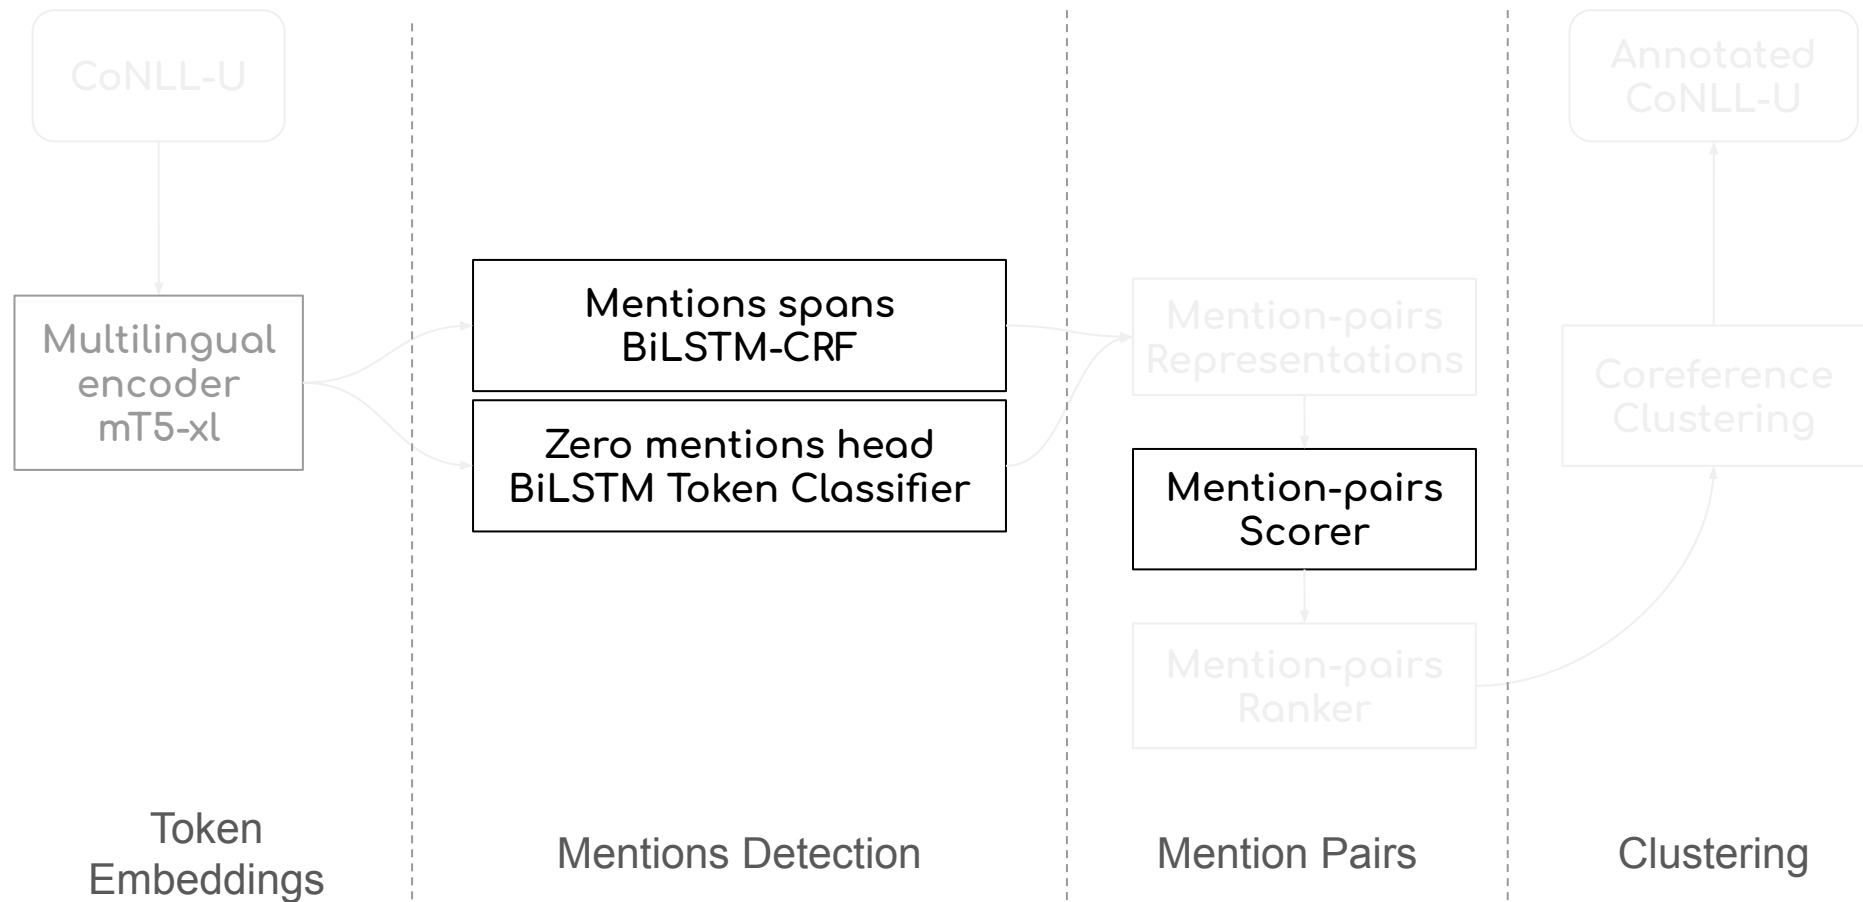 CoNLL-U
Multilingual
encoder
mT5-xl
Mentions spans
BiLSTM-CRF
Zero mentions head
BiLSTM Token Classifier
Mention-pairs
Representations
Mention-pairs
Scorer
Mention-pairs
Ranker
Annotated
CoNLL-U
Coreference
Clustering
Token
Embeddings
Mentions Detection
Mention Pairs
Clustering